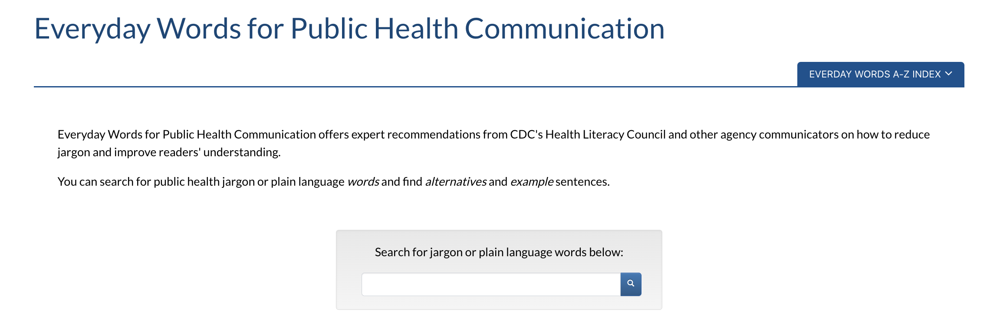 Everyday Words for Public Health Communication
EVERDAY WORDS A-Z INDEX
Everyday Words for Public Health Communication offers expert recommendations from CDC's Health Literacy Council and other agency communicators on how to reduce
jargon and improve readers' understanding.
You can search for public health jargon or plain language words and find alternatives and example sentences.
Search for jargon or plain language words below: